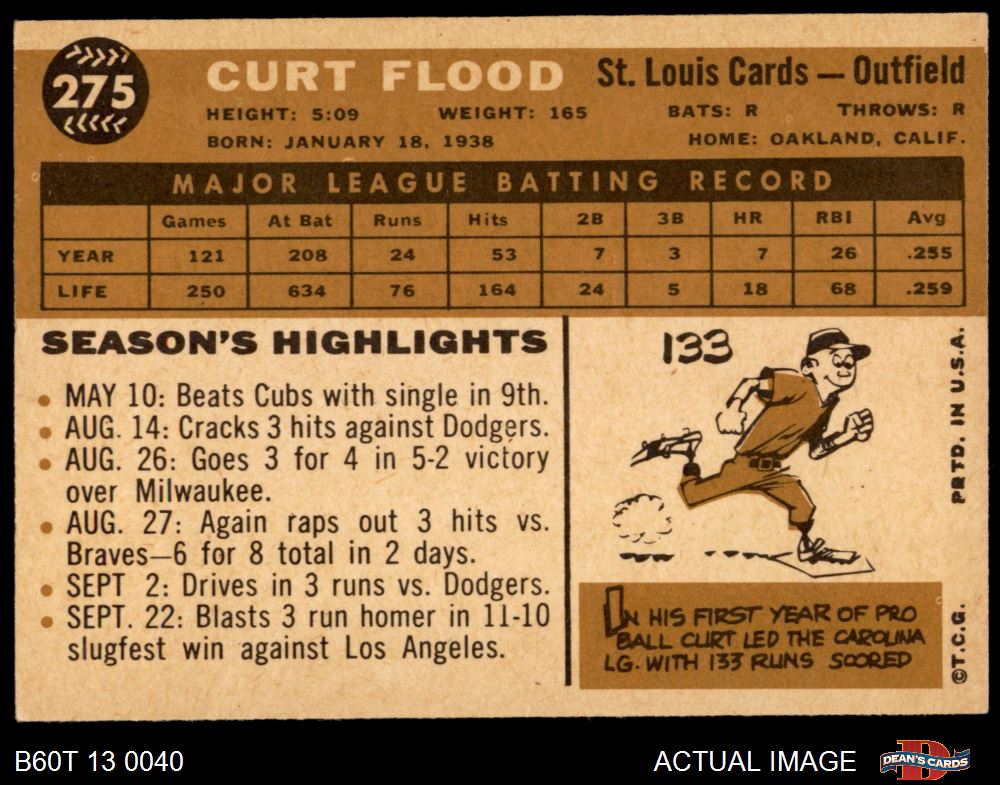 275
CURT FLOOD St. Louis Cards — Outfield
HEIGHT: 5:09 WEIGHT: 165 BATS: R THROWS: R
BORN: JANUARY 18, 1938 HOME: OAKLAND, CALIF.
MAJOR LEAGUE BATTING RECORD
Games At Bat Runs Hits 2B 3B HR RBI Avg
YEAR 121 208 24 53 7 3 7 26 .255
LIFE 250 634 76 164 24 5 18 68 .259
SEASON'S HIGHLIGHTS
• MAY 10: Beats Cubs with single in 9th.
• AUG. 14: Cracks 3 hits against Dodgers.
• AUG. 26: Goes 3 for 4 in 5-2 victory
over Milwaukee.
• AUG. 27: Again raps out 3 hits vs.
Braves—6 for 8 total in 2 days.
• SEPT 2: Drives in 3 runs vs. Dodgers.
• SEPT. 22: Blasts 3 run homer in 11-10
slugfest win against Los Angeles.
133
IN HIS FIRST YEAR OF PRO
BALL CURT LED THE CAROLINA
LG. WITH 133 RUNS SCORED
©T.C.G. PRTD. IN U.S.A.
B60T 13 0040 ACTUAL IMAGE D DEAN'S CARDS